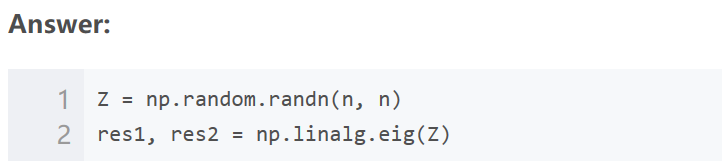 Answer:
1 Z = np.random.randn(n, n)
2 res1, res2 = np.linalg.eig(Z)